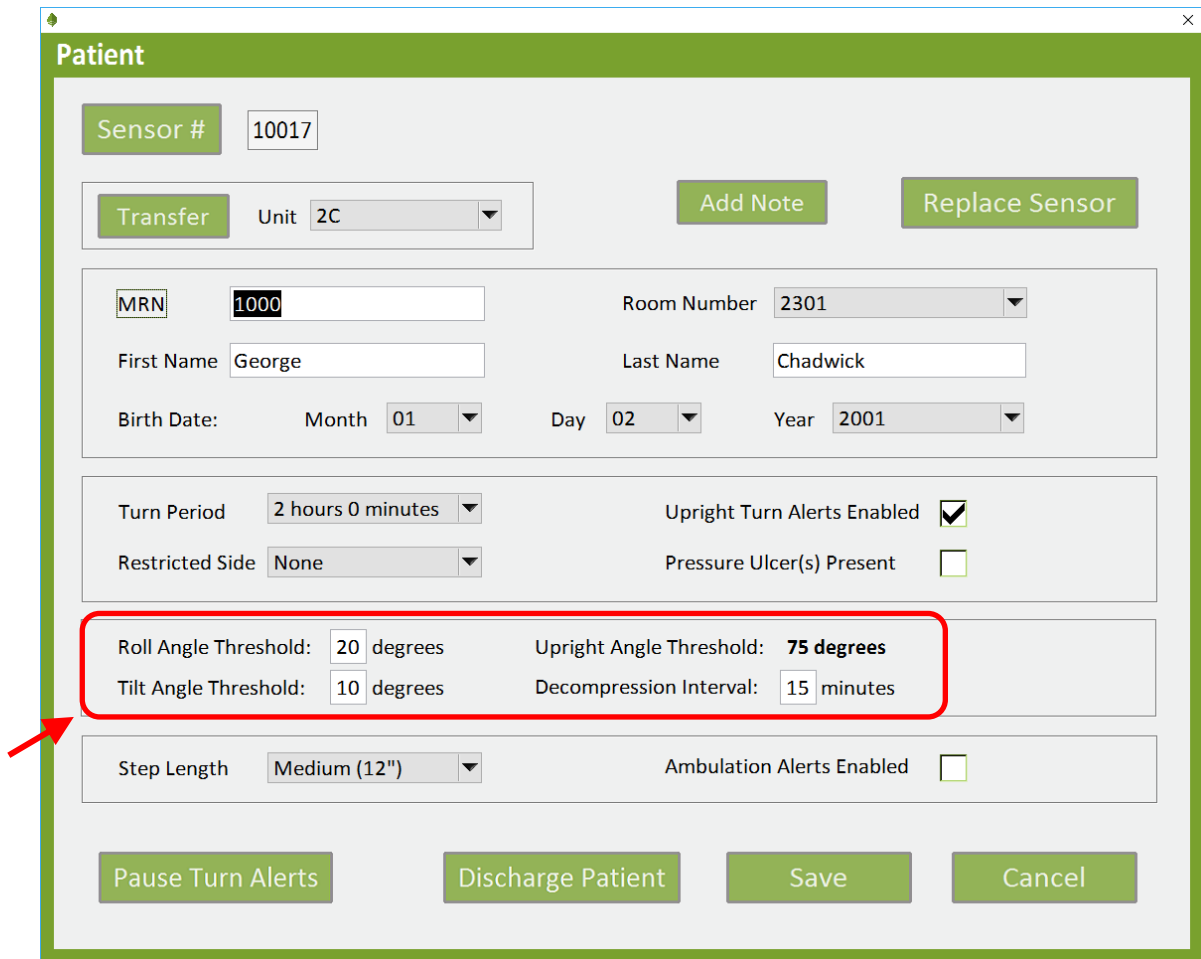 Patient
Sensor # 10017
Transfer Unit 2C Add Note Replace Sensor
MRN 1000 Room Number 2301
First Name George Last Name Chadwick
Birth Date: Month 01 Day 02 Year 2001
Turn Period 2 hours 0 minutes Upright Turn Alerts Enabled
Restricted Side None Pressure Ulcer(s) Present
Roll Angle Threshold: 20 degrees Upright Angle Threshold: 75 degrees
Tilt Angle Threshold: 10 degrees Decompression Interval: 15 minutes
Step Length Medium (12") Ambulation Alerts Enabled
Pause Turn Alerts Discharge Patient Save Cancel